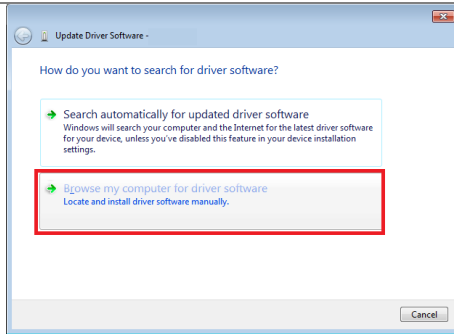 Update Driver Software -
How do you want to search for driver software?
Search automatically for updated driver software
Windows will search your computer and the Internet for the latest driver software
for your device, unless you've disabled this feature in your device installation
settings.
Browse my computer for driver software
Locate and install driver software manually.
Cancel